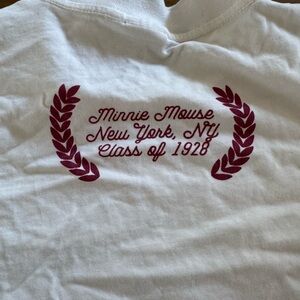 Minnie Mouse
New York, NY
Class of 1928